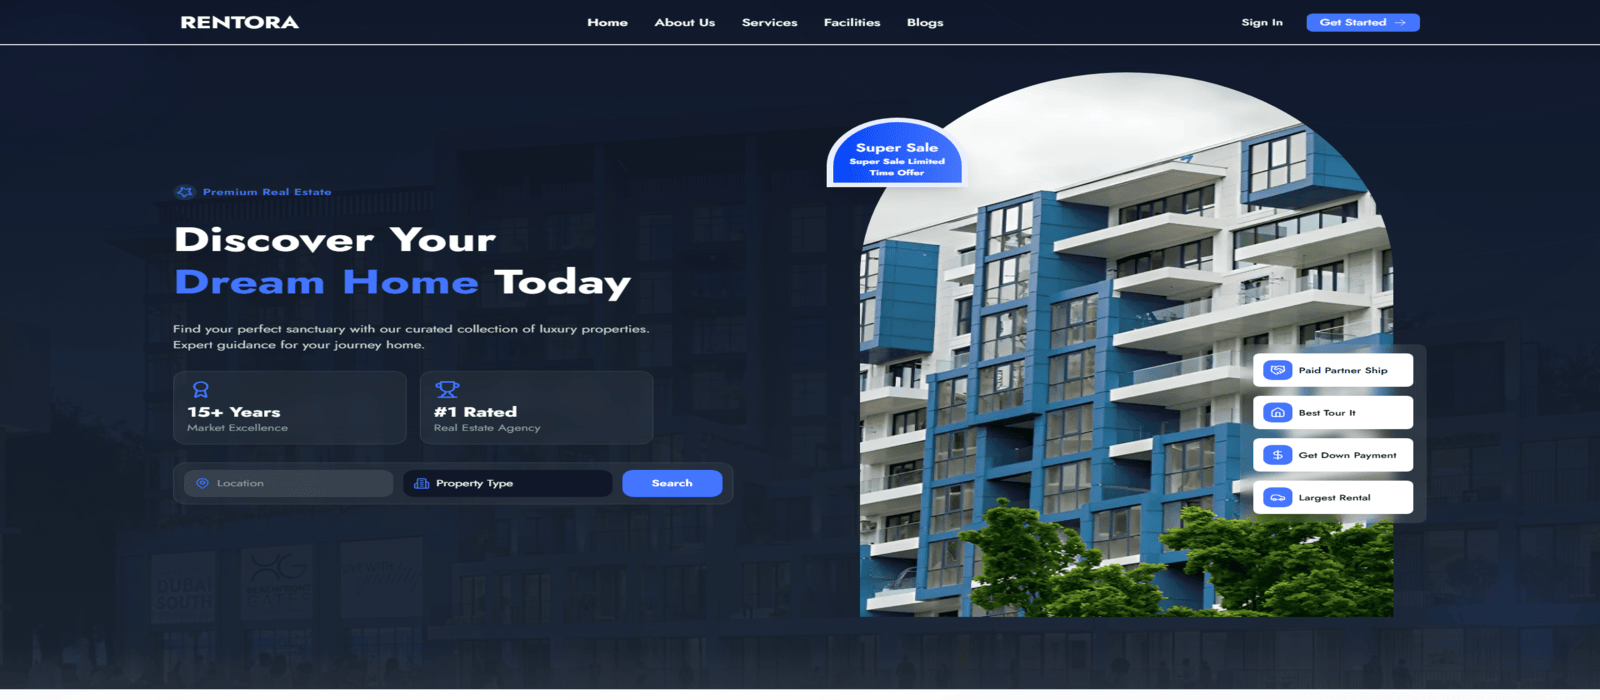 RENTORA
Home
About Us
Services
Facilities
Blogs
Sign In
Get Started
Premium Real Estate
Discover Your
Dream Home Today
Find your perfect sanctuary with our curated collection of luxury properties.
Expert guidance for your journey home.
15+ Years
Market Excellence
#1 Rated
Real Estate Agency
Location
Property Type
Search
Super Sale
Super Sale Limited
Time Offer
Paid Partner Ship
Best Tour It
Get Down Payment
Largest Rental
DUBAI
SOUTH